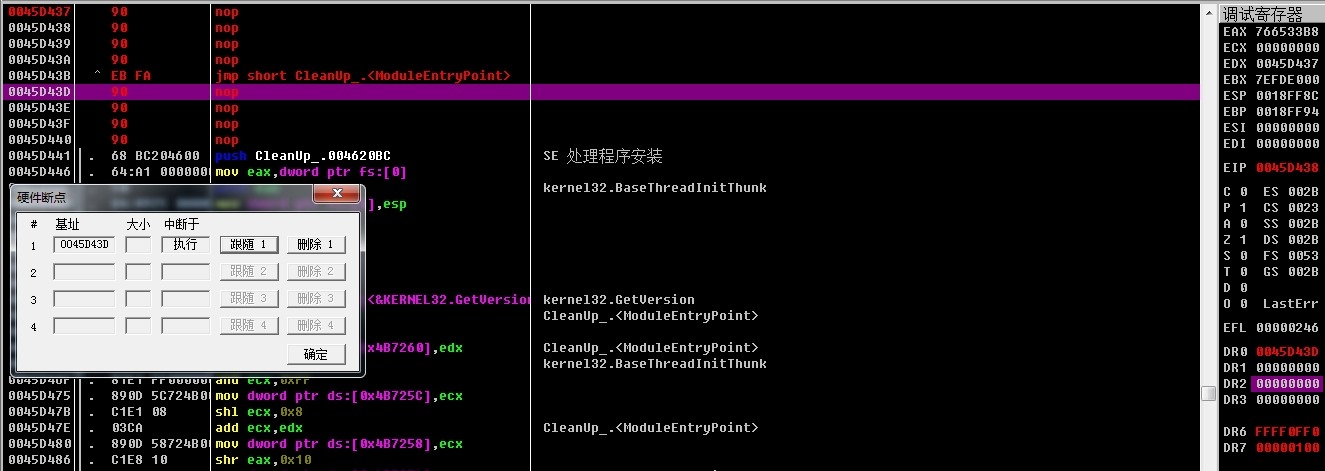 0045D437 90 nop
0045D438 90 nop
0045D439 90 nop
0045D43A 90 nop
0045D43B ^ EB FA jmp short CleanUp_.<ModuleEntryPoint>
0045D43D 90 nop
0045D43E 90 nop
0045D43F 90 nop
0045D440 90 nop
0045D441 . 68 BC204600 push CleanUp_.004620BC SE 处理程序安装
0045D446 . 64:A1 0000000 mov eax,dword ptr fs:[0]
kernel32.BaseThreadInitThunk
],esp
<&KERNEL32.GetVersion kernel32.GetVersion
CleanUp_.<ModuleEntryPoint>
x4B7260],edx CleanUp_.<ModuleEntryPoint>
kernel32.BaseThreadInitThunk
and ecx,0xFF
0045D475 . 890D 5C724B00 mov dword ptr ds:[0x4B725C],ecx
0045D47B . C1E1 08 shl ecx,0x8
0045D47E . 03CA add ecx,edx CleanUp_.<ModuleEntryPoint>
0045D480 . 890D 58724B00 mov dword ptr ds:[0x4B7258],ecx
0045D486 . C1E8 10 shr eax,0x10
硬件断点
# 基址 大小 中断于
1 0045D43D 执行 跟随 1 删除 1
2 跟随 2 删除 2
3 跟随 3 删除 3
4 跟随 4 删除 4
确定
调试寄存器
EAX 766533B8
ECX 00000000
EDX 0045D437
EBX 7EFDE000
ESP 0018FF8C
EBP 0018FF94
ESI 00000000
EDI 00000000
EIP 0045D438
C 0 ES 002B
P 1 CS 0023
A 0 SS 002B
Z 1 DS 002B
S 0 FS 0053
T 0 GS 002B
D 0
O 0 LastErr
EFL 00000246
DR0 0045D43D
DR1 00000000
DR2 00000000
DR3 00000000
DR6 FFFF0FF0
DR7 00000100